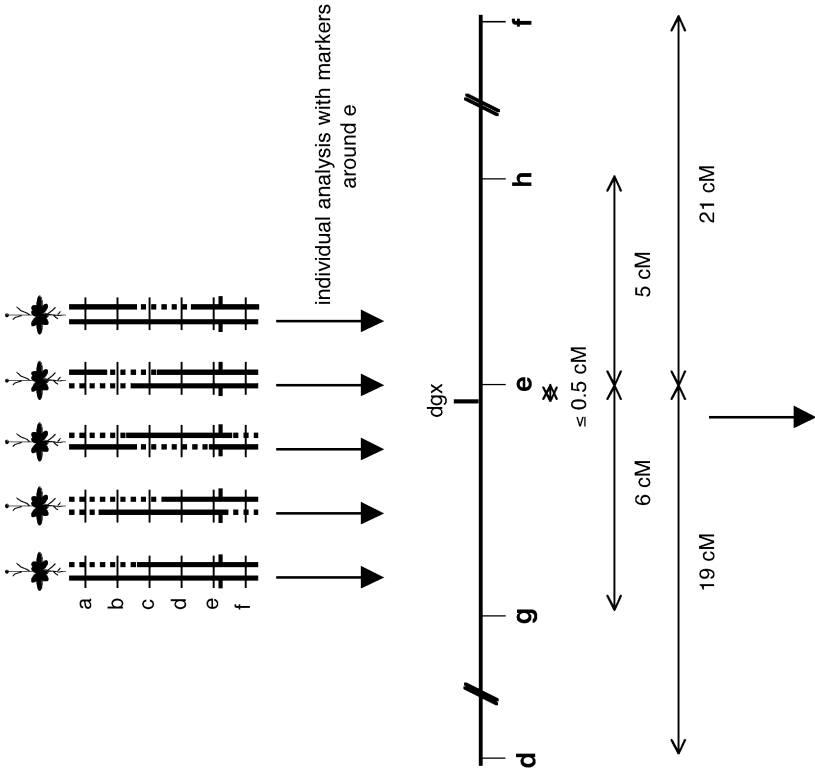 a
b
c
d
e
f
individual analysis with markers
around e
dgx
d
g
e
h
f
≤ 0.5 cM
6 cM
5 cM
19 cM
21 cM